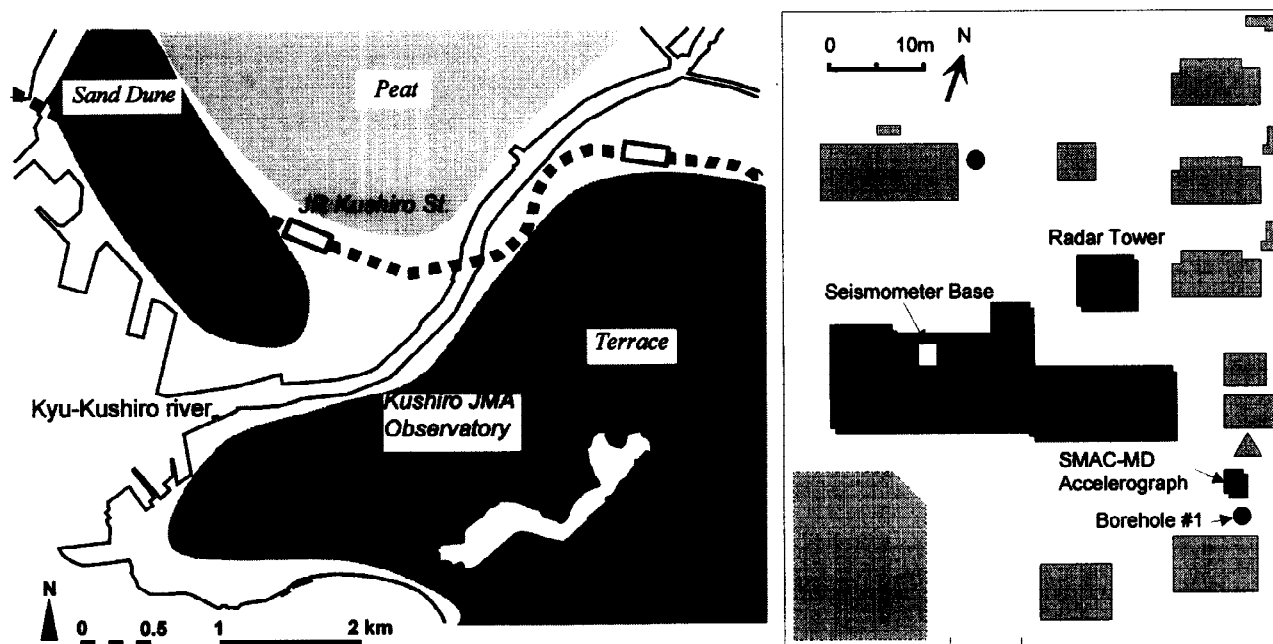 Sand Dune
Peat
JR Kushiro St.
Terrace
Kyu-Kushiro river
Kushiro JMA
Observatory
N
0 0.5 1 2 km
0 10m
N
Radar Tower
Seismometer Base
SMAC-MD
Accelerograph
Borehole #1